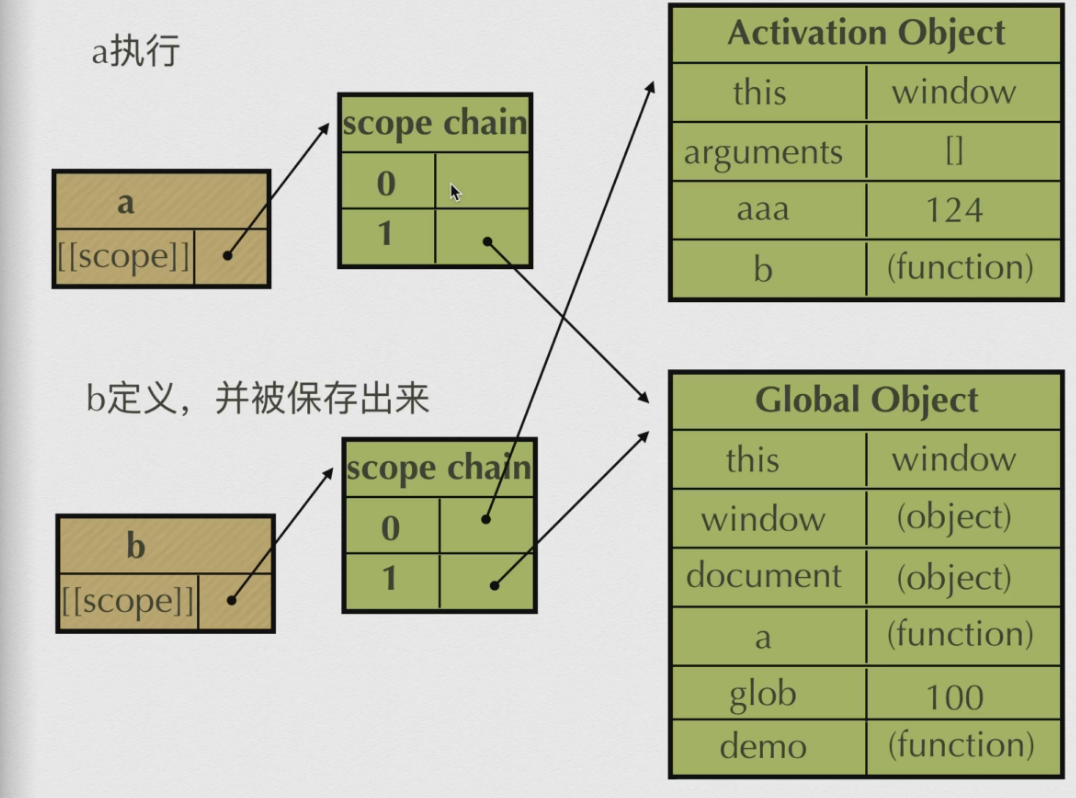 a执行
a
[[scope]]
scope chain
0
1
Activation Object
this window
arguments []
aaa 124
b (function)
b定义，并被保存出来
b
[[scope]]
scope chain
0
1
Global Object
this window
window (object)
document (object)
a (function)
glob 100
demo (function)